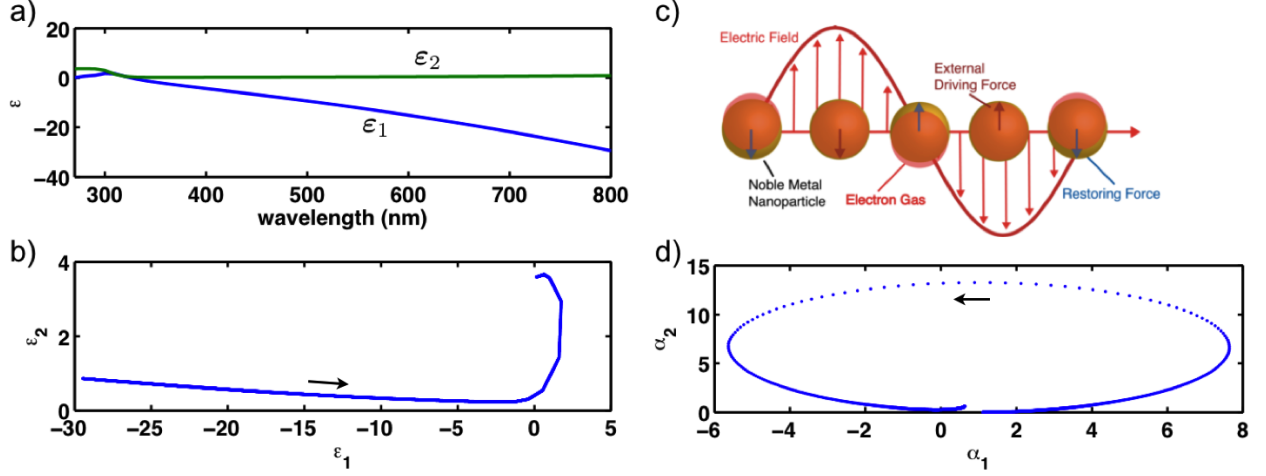 a)
20
0
−20
−40
ε
ε2
ε1
300 400 500 600 700 800
wavelength (nm)
b)
4
2
0
ε2
−30 −25 −20 −15 −10 −5 0 5
ε1
c)
Electric Field
External
Driving Force
Noble Metal
Nanoparticle
Electron Gas
Restoring Force
d)
15
10
5
0
α2
−6 −4 −2 0 2 4 6 8
α1